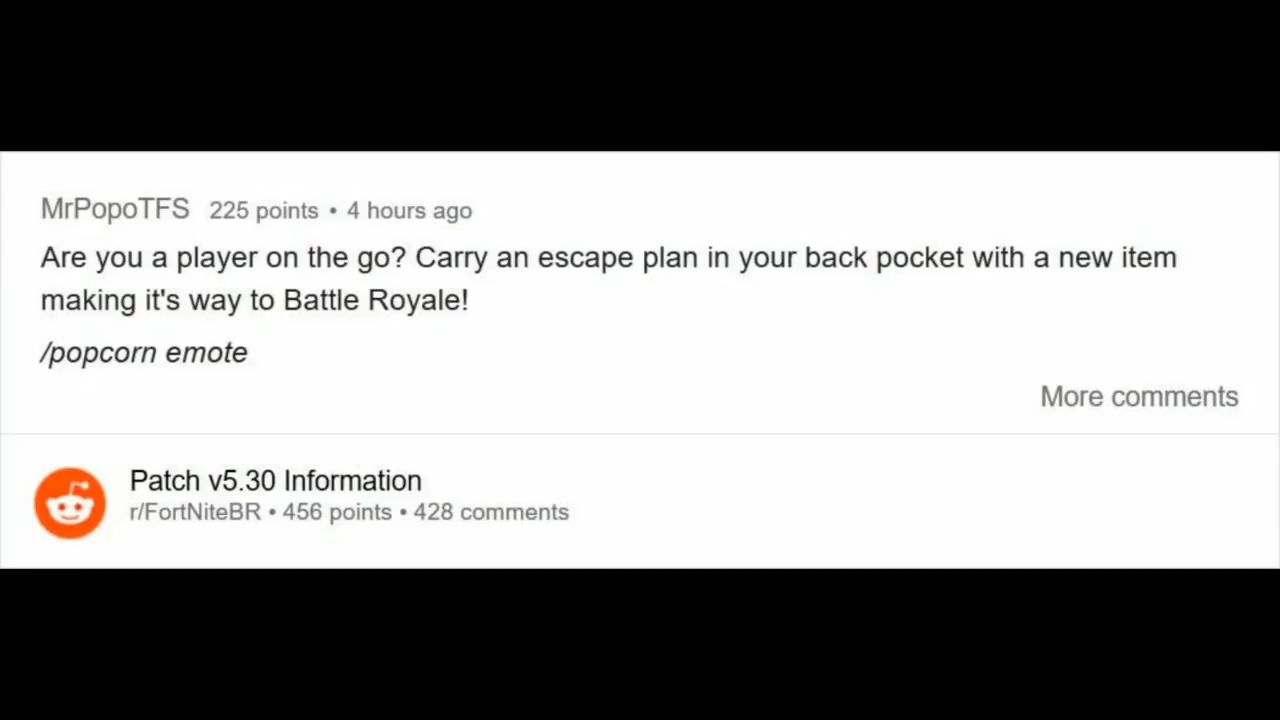 MrPopoTFS 225 points • 4 hours ago
Are you a player on the go? Carry an escape plan in your back pocket with a new item
making it's way to Battle Royale!
/popcorn emote
More comments
Patch v5.30 Information
r/FortNiteBR • 456 points • 428 comments